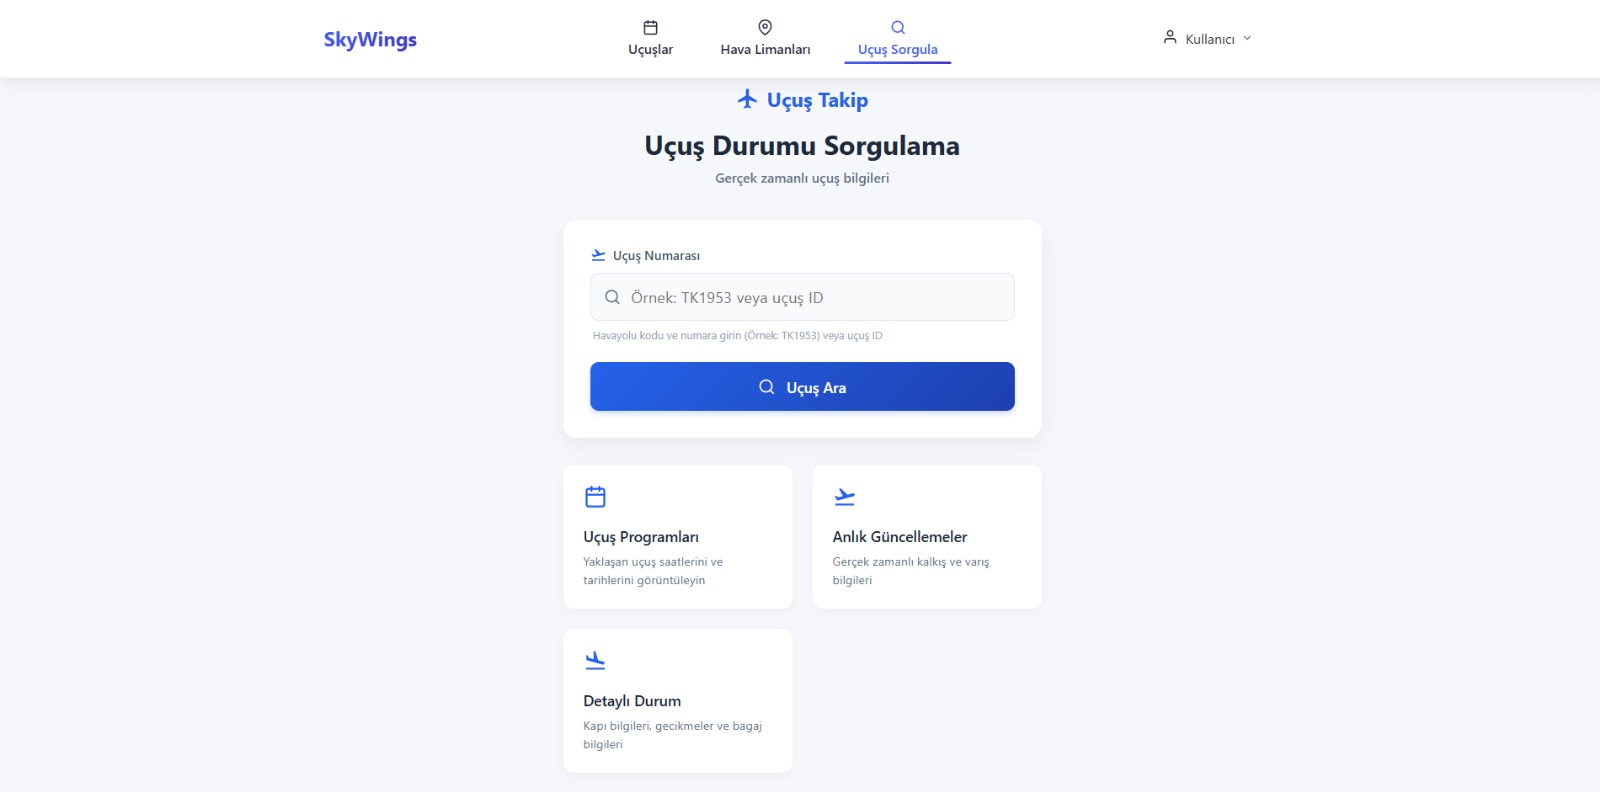 SkyWings
Uçuşlar
Hava Limanları
Uçuş Sorgula
Kullanıcı
Uçuş Takip
Uçuş Durumu Sorgulama
Gerçek zamanlı uçuş bilgileri
Uçuş Numarası
Örnek: TK1953 veya uçuş ID
Havayolu kodu ve numara girin (Örnek: TK1953) veya uçuş ID
Uçuş Ara
Uçuş Programları
Yaklaşan uçuş saatlerini ve
tarihlerini görüntüleyin
Anlık Güncellemeler
Gerçek zamanlı kalkış ve varış
bilgileri
Detaylı Durum
Kapı bilgileri, gecikmeler ve bagaj
bilgileri